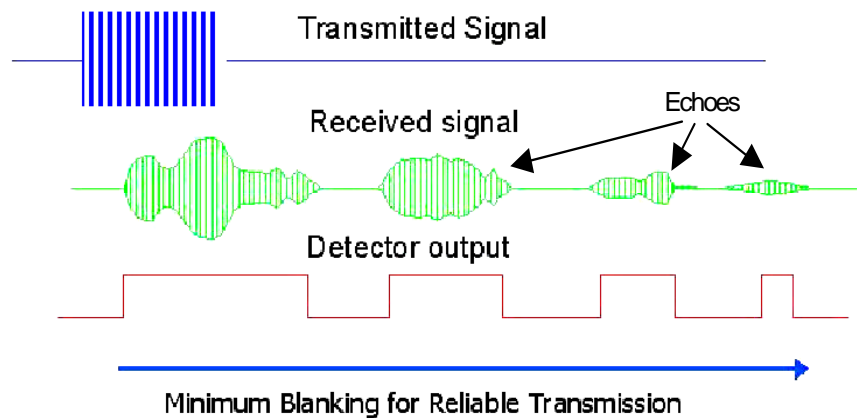 Transmitted Signal
Echoes
Received signal
Detector output
Minimum Blanking for Reliable Transmission